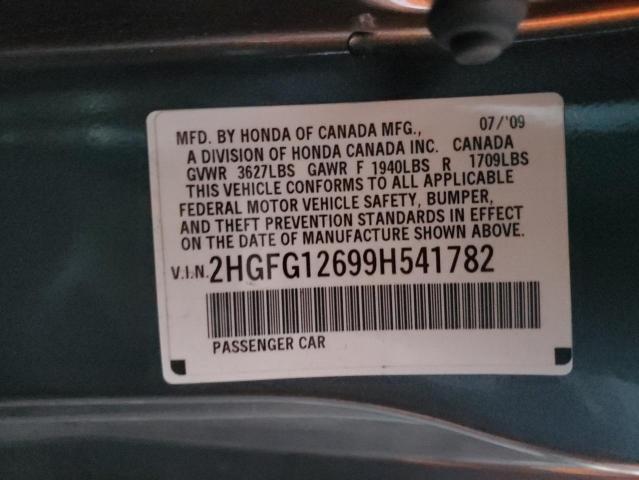 MFD. BY HONDA OF CANADA MFG., 07/'09
A DIVISION OF HONDA CANADA INC. CANADA
GVWR 3627LBS GAWR F 1940LBS R 1709LBS
THIS VEHICLE CONFORMS TO ALL APPLICABLE
FEDERAL MOTOR VEHICLE SAFETY, BUMPER,
AND THEFT PREVENTION STANDARDS IN EFFECT
ON THE DATE OF MANUFACTURE SHOWN ABOVE.
V.I.N. 2HGFG12699H541782
PASSENGER CAR